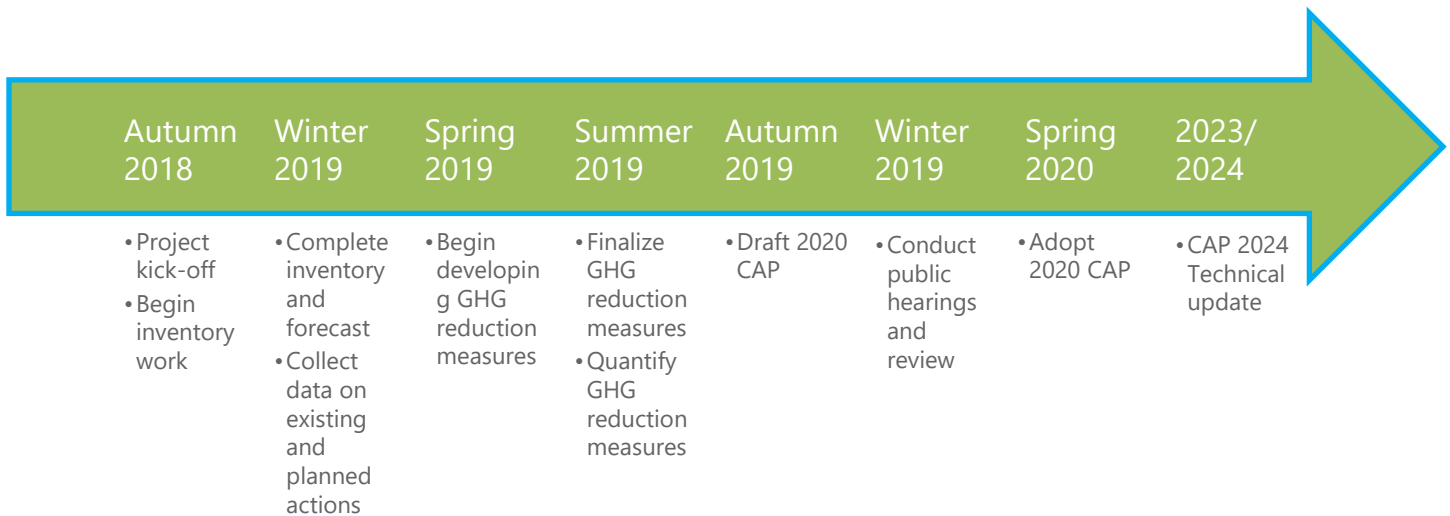 Autumn
2018
Winter
2019
Spring
2019
Summer
2019
Autumn
2019
Winter
2019
Spring
2020
2023/
2024
•Project
kick-off
•Begin
inventory
work
•Complete
inventory
and
forecast
•Collect
data on
existing
and
planned
actions
•Begin
developin
g GHG
reduction
measures
•Finalize
GHG
reduction
measures
•Quantify
GHG
reduction
measures
•Draft 2020
CAP
•Conduct
public
hearings
and
review
•Adopt
2020 CAP
•CAP 2024
Technical
update